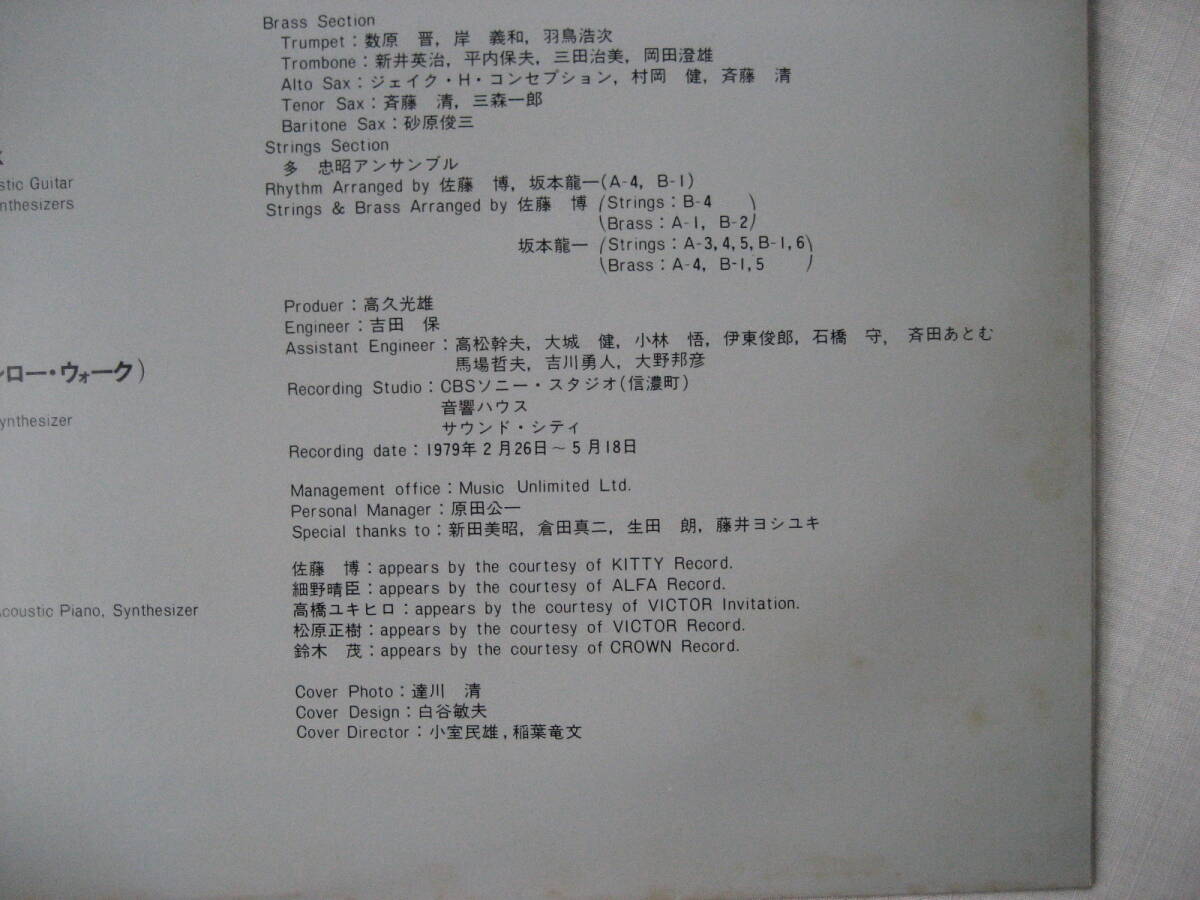 Brass Section
Trumpet：数原 晋，岸 義和，羽鳥浩次
Trombone：新井英治，平内保夫，三田治美，岡田澄雄
Alto Sax：ジェイク・H・コンセプション，村岡 健，斉藤 清
Tenor Sax：斉藤 清，三森一郎
Baritone Sax：砂原俊三
Strings Section
多 忠昭アンサンブル
stic Guitar
Rhythm Arranged by 佐藤 博，坂本龍一(A-4, B-1)
nthesizers
Strings & Brass Arranged by 佐藤 博 (Strings：B-4)
(Brass：A-1, B-2)
坂本龍一 (Strings：A-3,4,5,B-1,6)
(Brass：A-4, B-1,5)
Produer：高久光雄
Engineer：吉田 保
Assistant Engineer：高松幹夫，大城 健，小林 悟，伊東俊郎，石橋 守，斉田あとむ
馬場哲夫，吉川勇人，大野邦彦
ロー・ウォーク)
Recording Studio：CBSソニー・スタジオ(信濃町)
音響ハウス
ynthesizer
サウンド・シティ
Recording date：1979年2月26日～5月18日
Management office：Music Unlimited Ltd.
Personal Manager：原田公一
Special thanks to：新田美昭，倉田真二，生田 朗，藤井ヨシユキ
佐藤 博：appears by the courtesy of KITTY Record.
細野晴臣：appears by the courtesy of ALFA Record.
coustic Piano, Synthesizer
高橋ユキヒロ：appears by the courtesy of VICTOR Invitation.
松原正樹：appears by the courtesy of VICTOR Record.
鈴木 茂：appears by the courtesy of CROWN Record.
Cover Photo：達川 清
Cover Design：白谷敏夫
Cover Director：小室民雄,稲葉竜文